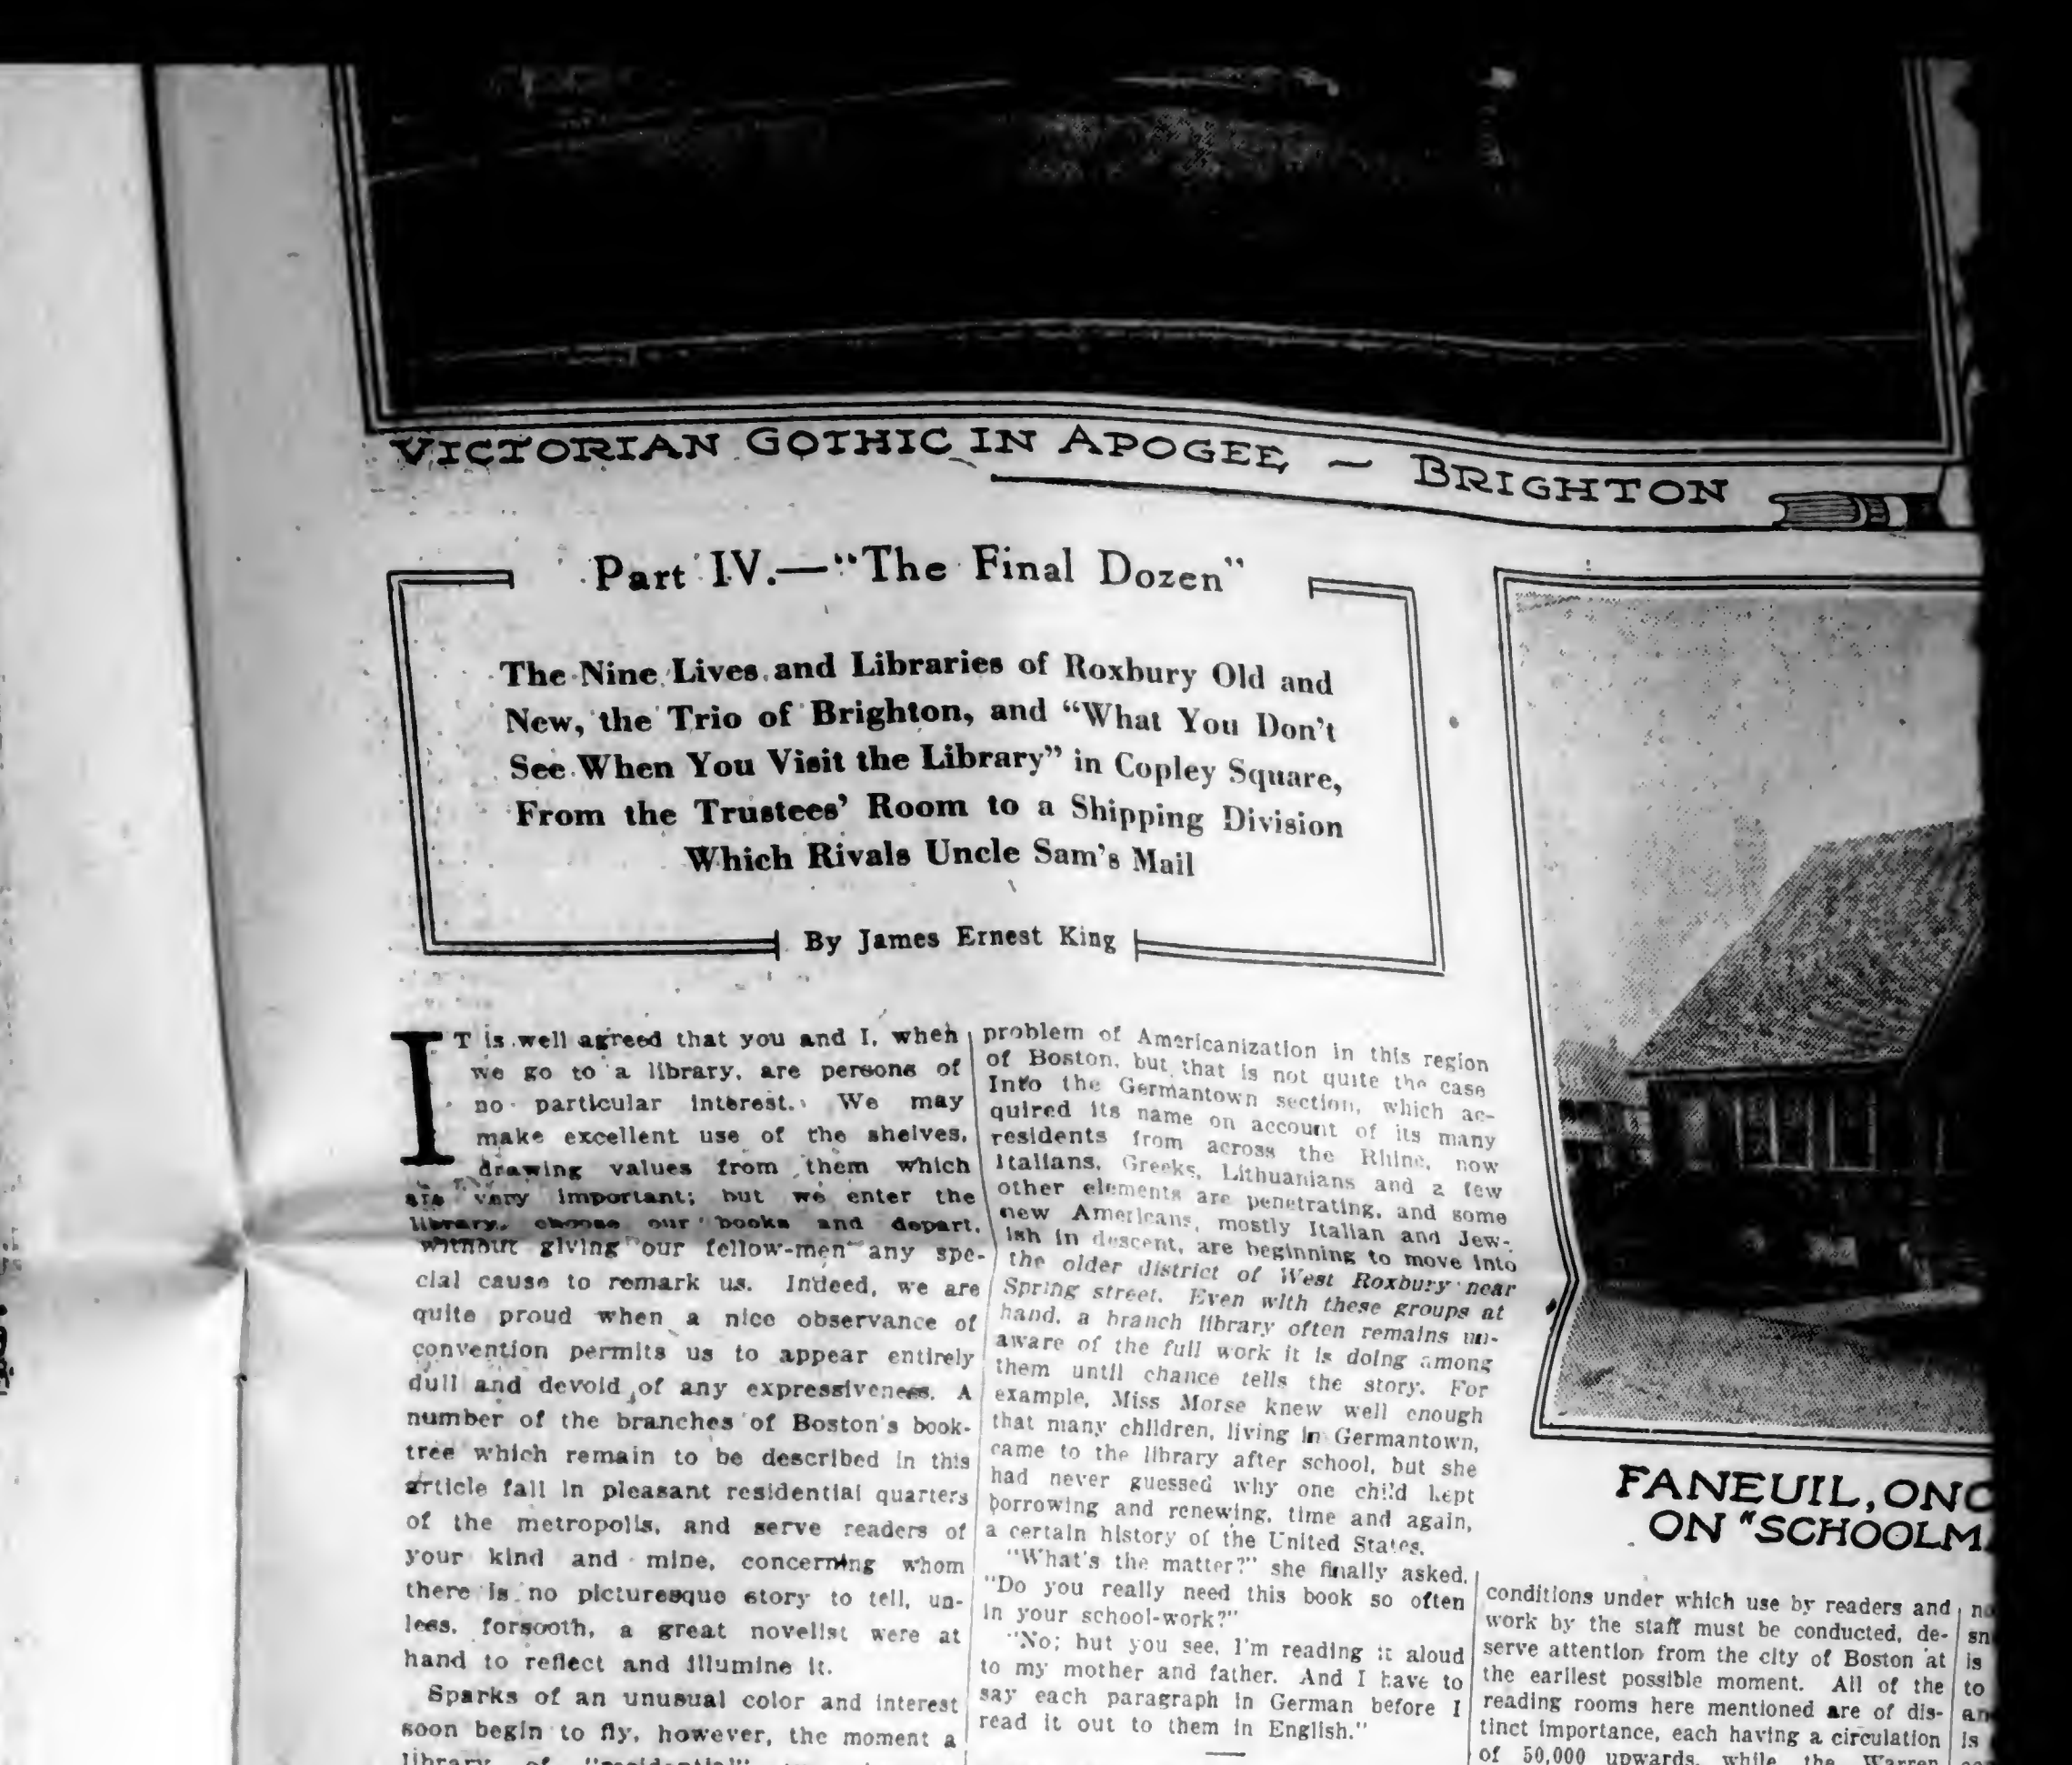 VICTORIAN GOTHIC IN APOGEE ~ BRIGHTON
Part IV.—"The Final Dozen"
The Nine Lives and Libraries of Roxbury Old and
New, the Trio of Brighton, and "What You Don't
See When You Visit the Library" in Copley Square,
From the Trustees' Room to a Shipping Division
Which Rivals Uncle Sam's Mail
By James Ernest King
IT is well agreed that you and I, when
we go to a library, are persons of
no particular interest. We may
make excellent use of the shelves,
drawing values from them which
are very important; but we enter the
library, choose our books and depart,
without giving our fellow-men any spe-
cial cause to remark us. Indeed, we are
quite proud when a nice observance of
convention permits us to appear entirely
dull and devoid of any expressiveness. A
number of the branches of Boston's book-
tree which remain to be described in this
article fall in pleasant residential quarters
of the metropolis, and serve readers of
your kind and mine, concerning whom
there is no picturesque story to tell, un-
less, forsooth, a great novelist were at
hand to reflect and illumine it.
Sparks of an unusual color and interest
soon begin to fly, however, the moment a
library of "residential"
problem of Americanization in this region
of Boston, but that is not quite the case
Into the Germantown section, which ac-
quired its name on account of its many
residents from across the Rhine, now
Italians, Greeks, Lithuanians and a few
other elements are penetrating, and some
new Americans, mostly Italian and Jew-
ish in descent, are beginning to move into
the older district of West Roxbury near
Spring street. Even with these groups at
hand, a branch library often remains un-
aware of the full work it is doing among
them until chance tells the story. For
example, Miss Morse knew well enough
that many children, living in Germantown,
came to the library after school, but she
had never guessed why one child kept
borrowing and renewing, time and again,
a certain history of the United States.
"What's the matter?" she finally asked.
"Do you really need this book so often
in your school-work?"
"No; but you see, I'm reading it aloud
to my mother and father. And I have to
say each paragraph in German before I
read it out to them in English."
FANEUIL, ONC
ON "SCHOOLM
conditions under which use by readers and
work by the staff must be conducted, de-
serve attention from the city of Boston at
the earliest possible moment. All of the
reading rooms here mentioned are of dis-
tinct importance, each having a circulation
of 50,000 upwards, while the Warren
no
sn
is
to
an
is